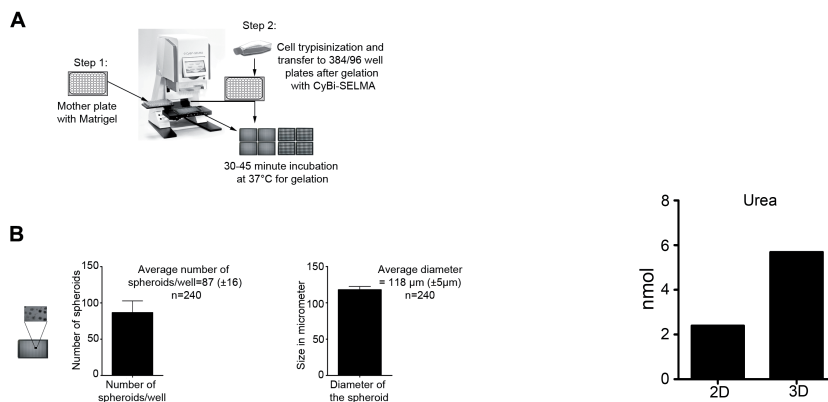 A
Step 1:
Mother plate
with Matrigel
Step 2:
Cell trypisinization and
transfer to 384/96 well
plates after gelation
with CyBi-SELMA
30-45 minute incubation
at 37°C for gelation
B
Number of spheroids
150
100
50
0
Average number of
spheroids/well=87 (±16)
n=240
Number of
spheroids/well
Size in micrometer
150
100
50
0
Average diameter
= 118 µm (±5µm)
n=240
Diameter of
the spheroid
Urea
nmol
8
6
4
2
0
2D
3D